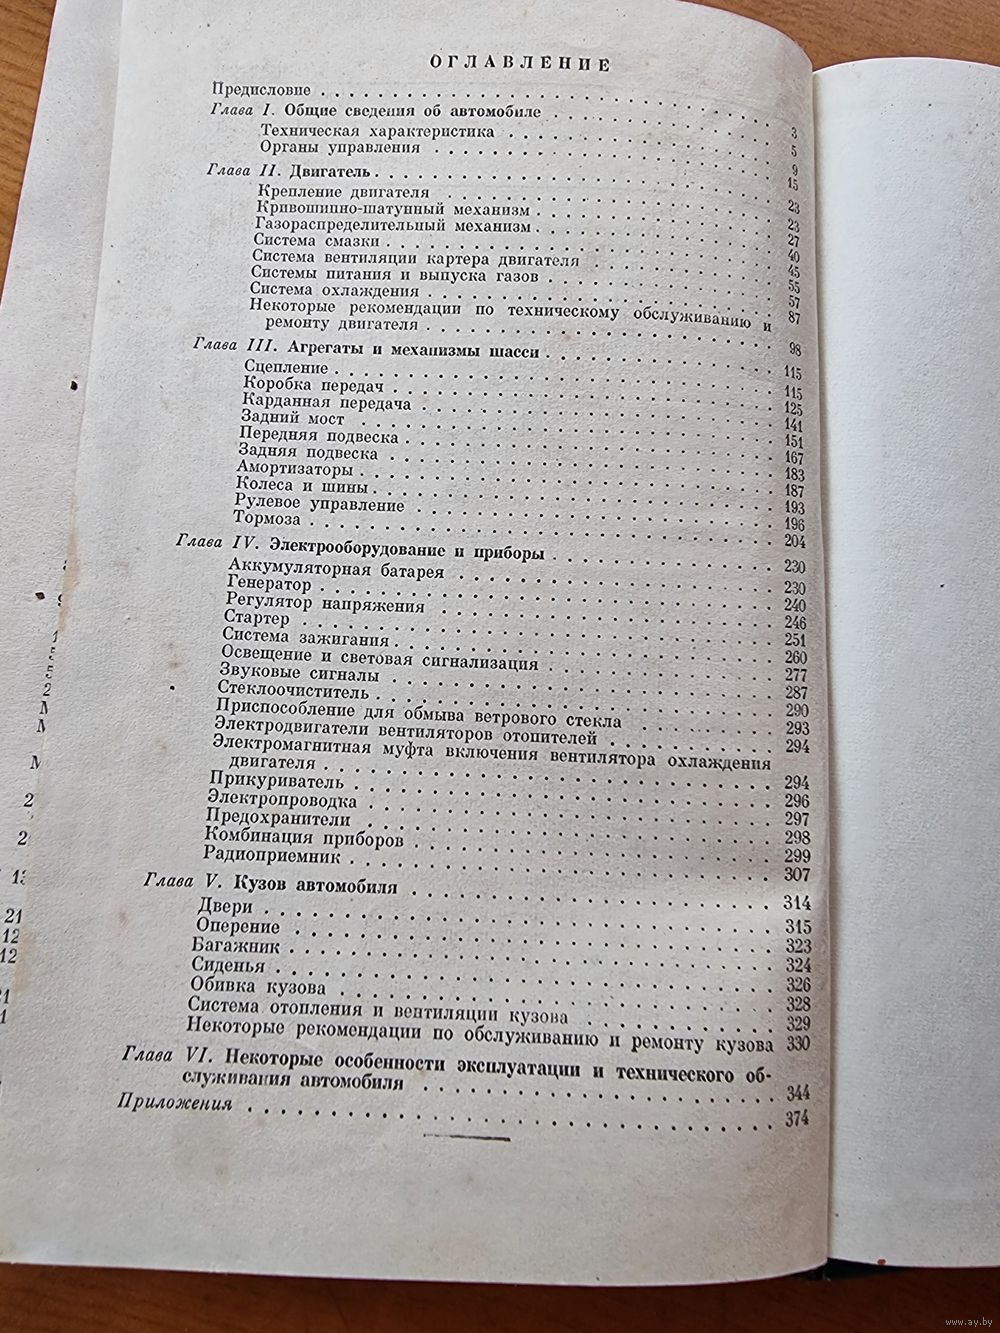 ОГЛАВЛЕНИЕ
Предисловие . . . 3
Глава I. Общие сведения об автомобиле . . . 5
Техническая характеристика . . . 9
Органы управления . . . 15
Глава II. Двигатель . . . 23
Крепление двигателя . . . 23
Кривошипно-шатунный механизм . . . 27
Газораспределительный механизм . . . 40
Система смазки . . . 45
Система вентиляции картера двигателя . . . 55
Системы питания и выпуска газов . . . 57
Система охлаждения . . . 87
Некоторые рекомендации по техническому обслуживанию и
ремонту двигателя . . . 98
Глава III. Агрегаты и механизмы шасси . . . 115
Сцепление . . . 115
Коробка передач . . . 125
Карданная передача . . . 141
Задний мост . . . 151
Передняя подвеска . . . 167
Задняя подвеска . . . 183
Амортизаторы . . . 187
Колеса и шины . . . 193
Рулевое управление . . . 196
Тормоза . . . 204
Глава IV. Электрооборудование и приборы . . . 230
Аккумуляторная батарея . . . 230
Генератор . . . 240
Регулятор напряжения . . . 246
Стартер . . . 251
Система зажигания . . . 260
Освещение и световая сигнализация . . . 277
Звуковые сигналы . . . 287
Стеклоочиститель . . . 290
Приспособление для обмыва ветрового стекла . . . 293
Электродвигатели вентиляторов отопителей . . . 294
Электромагнитная муфта включения вентилятора охлаждения
двигателя . . . 294
Прикуриватель . . . 296
Электропроводка . . . 297
Предохранители . . . 298
Комбинация приборов . . . 299
Радиоприемник . . . 307
Глава V. Кузов автомобиля . . . 314
Двери . . . 315
Оперение . . . 323
Багажник . . . 324
Сиденья . . . 326
Обивка кузова . . . 328
Система отопления и вентиляции кузова . . . 329
Некоторые рекомендации по обслуживанию и ремонту кузова 330
Глава VI. Некоторые особенности эксплуатации и технического об-
служивания автомобиля . . . 344
Приложения . . . 374
www.ay.by